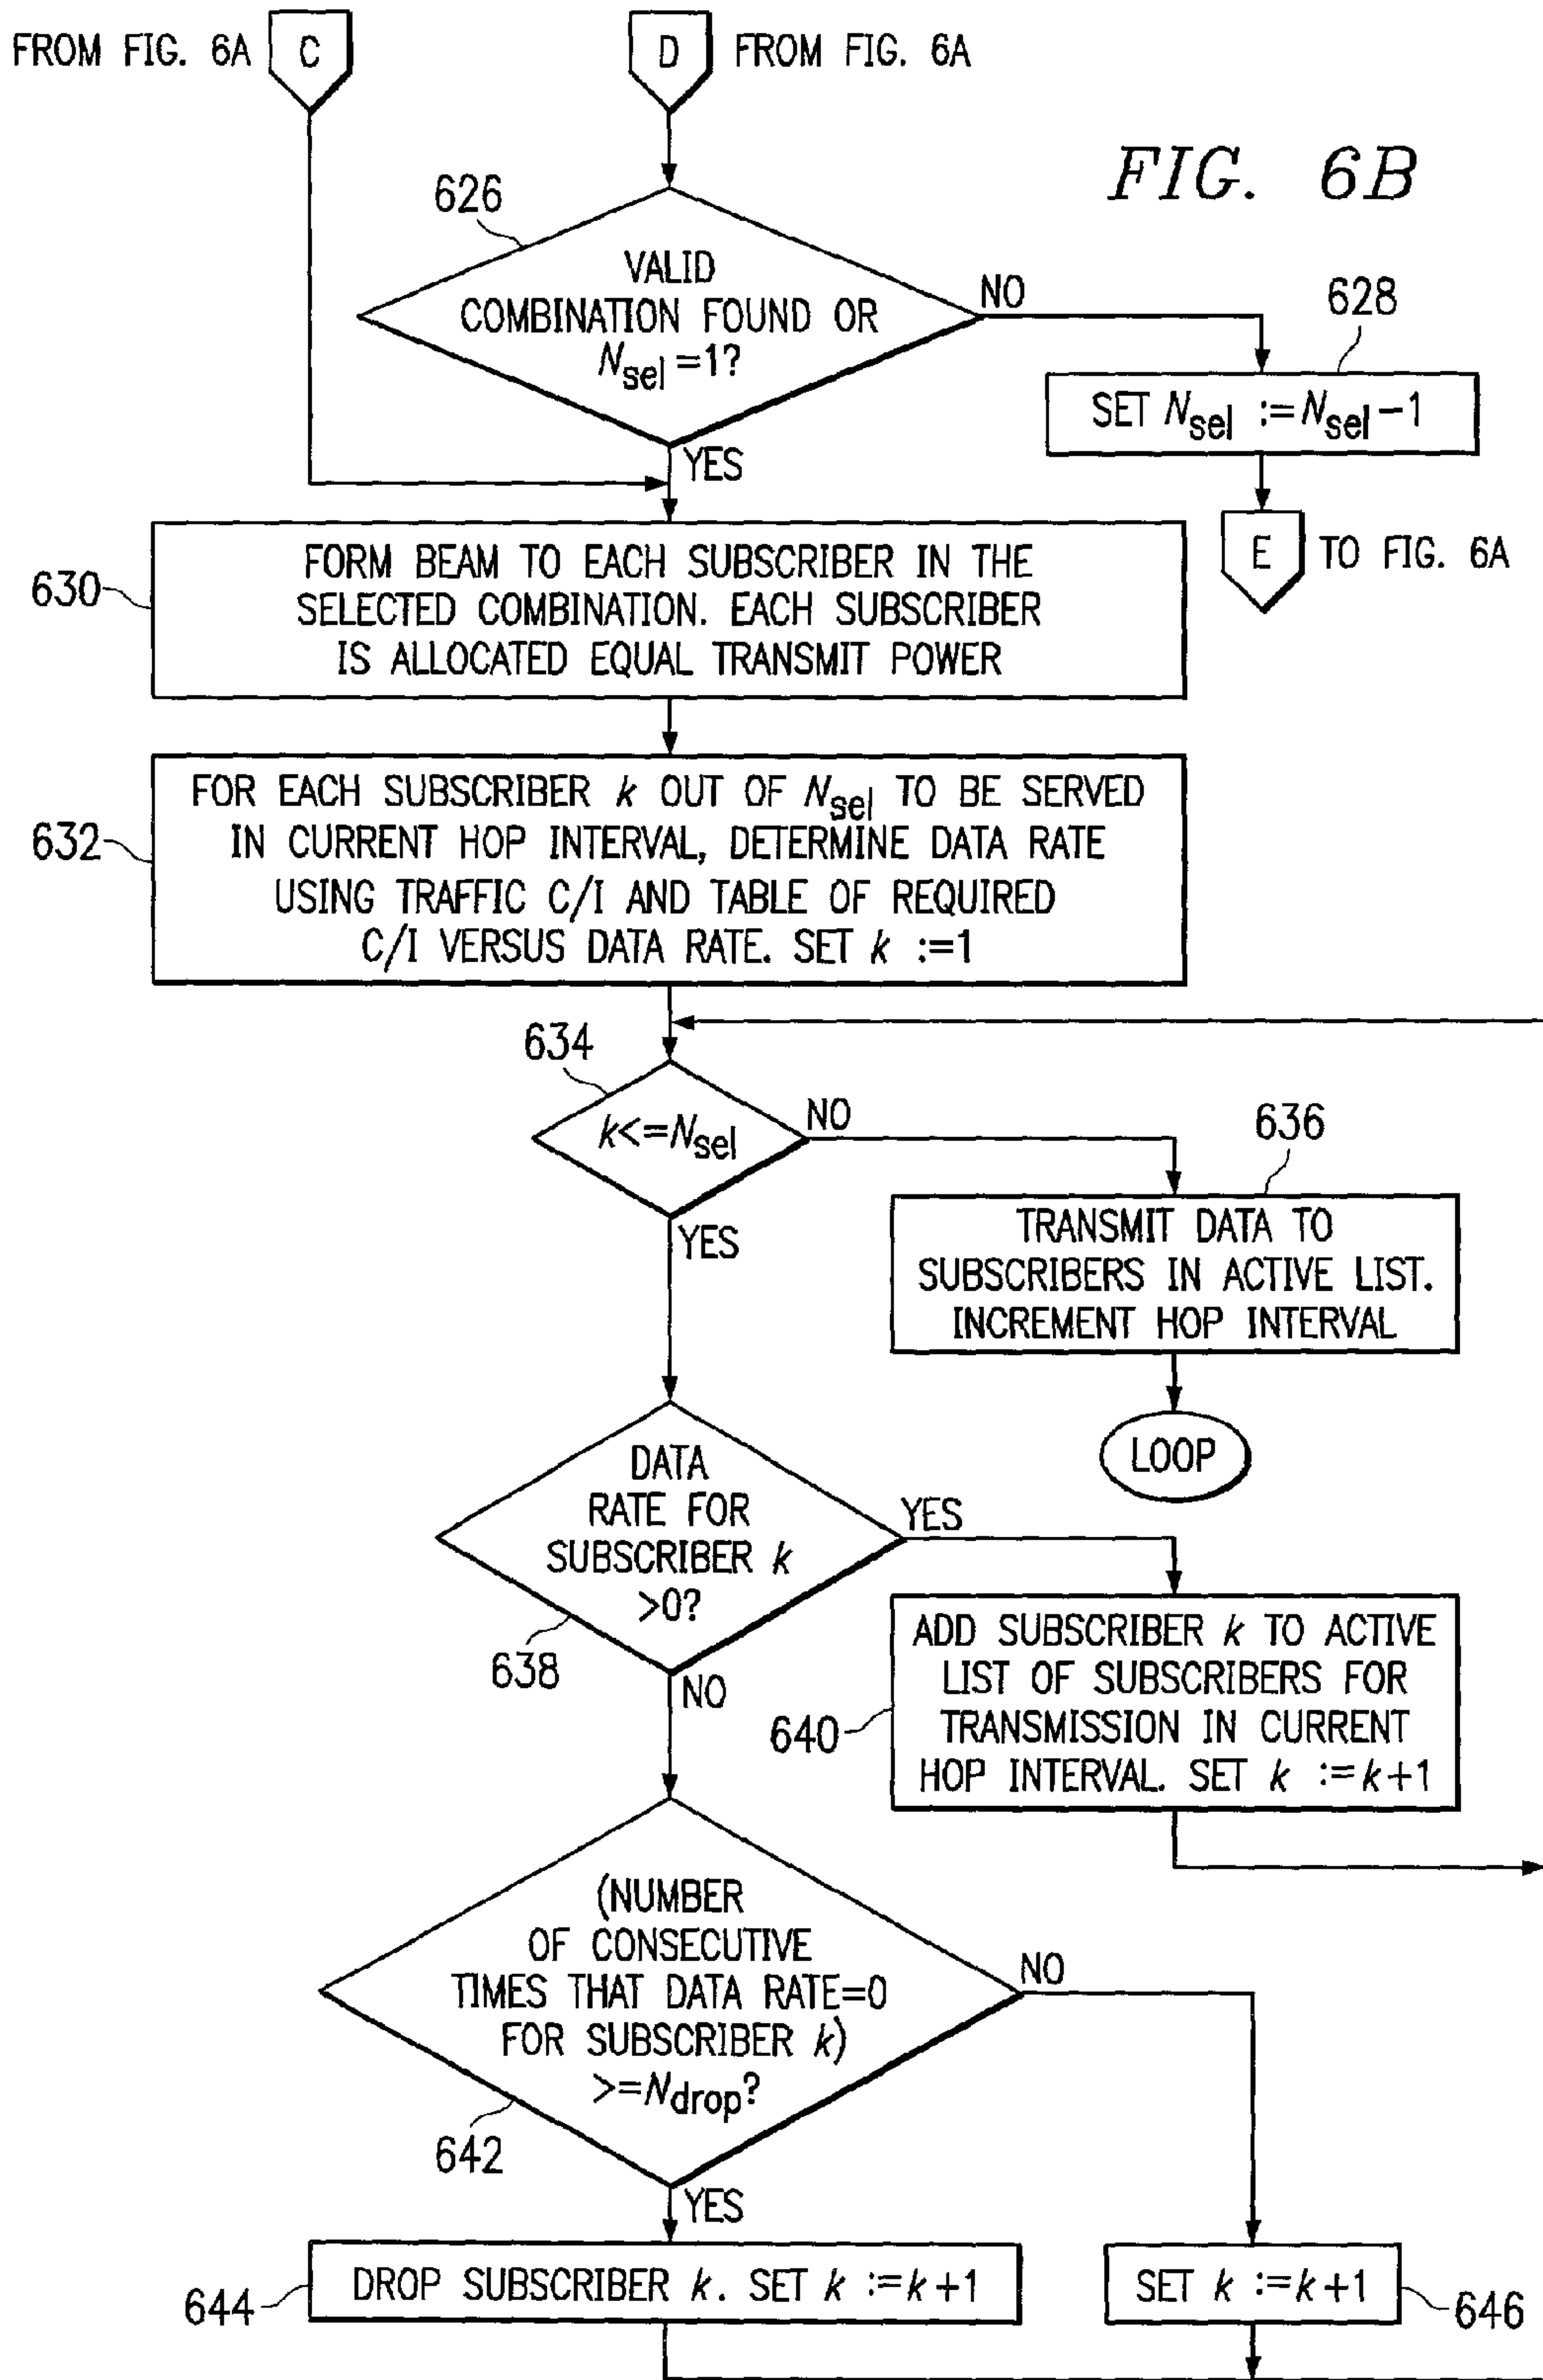 FROM FIG. 6A C
D FROM FIG. 6A
FIG. 6B
626
VALID
COMBINATION FOUND OR
Nsel =1?
NO
628
SET Nsel :=Nsel −1
YES
E TO FIG. 6A
630
FORM BEAM TO EACH SUBSCRIBER IN THE
SELECTED COMBINATION. EACH SUBSCRIBER
IS ALLOCATED EQUAL TRANSMIT POWER
632
FOR EACH SUBSCRIBER k OUT OF Nsel TO BE SERVED
IN CURRENT HOP INTERVAL, DETERMINE DATA RATE
USING TRAFFIC C/I AND TABLE OF REQUIRED
C/I VERSUS DATA RATE. SET k :=1
634
k<=Nsel
NO
YES
636
TRANSMIT DATA TO
SUBSCRIBERS IN ACTIVE LIST.
INCREMENT HOP INTERVAL
LOOP
DATA
RATE FOR
SUBSCRIBER k
>0?
638
YES
NO
640
ADD SUBSCRIBER k TO ACTIVE
LIST OF SUBSCRIBERS FOR
TRANSMISSION IN CURRENT
HOP INTERVAL. SET k :=k+1
(NUMBER
OF CONSECUTIVE
TIMES THAT DATA RATE=0
FOR SUBSCRIBER k)
>=Ndrop?
642
NO
YES
644
DROP SUBSCRIBER k. SET k :=k+1
SET k :=k+1
646